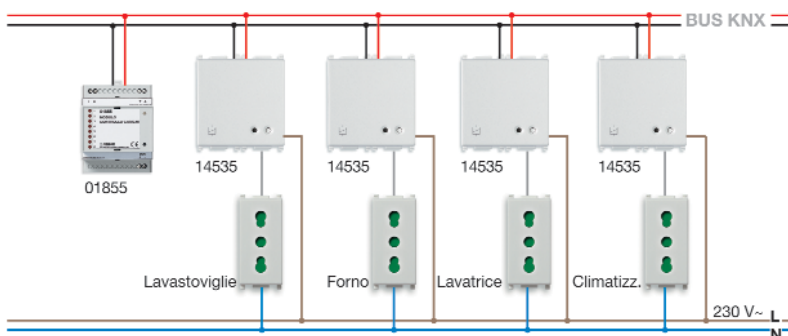 BUS KNX
01855
14535
14535
14535
14535
Lavastoviglie
Forno
Lavatrice
Climatizz.
230 V~ L
N